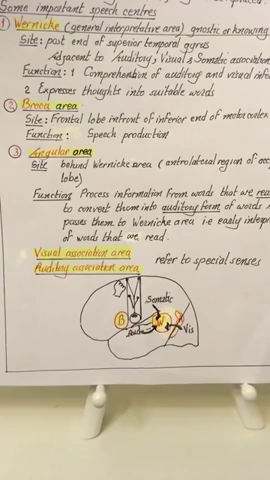 Some important speech centres
① Wernicke (general interpretative area) gnostic or knowing
Site: post end of superior temporal gyrus
Adjacent to Auditory, Visual & Somatic association
Function: 1 Comprehension of auditory and visual info
2 Expresses thoughts into suitable words
② Broca area:
Site: Frontal lobe infront of inferior end of motor cortex
Function: Speech production
③ Angular area
Site behind Wernicke area (antrolateral region of occ
lobe)
Function Process information from words that we rea
to convert them into auditory form of words
passes them to Wernicke area i.e easly interp
of words that we read.
Visual association area
Auditory association area
refer to special senses
Somatic
B
W
Vis